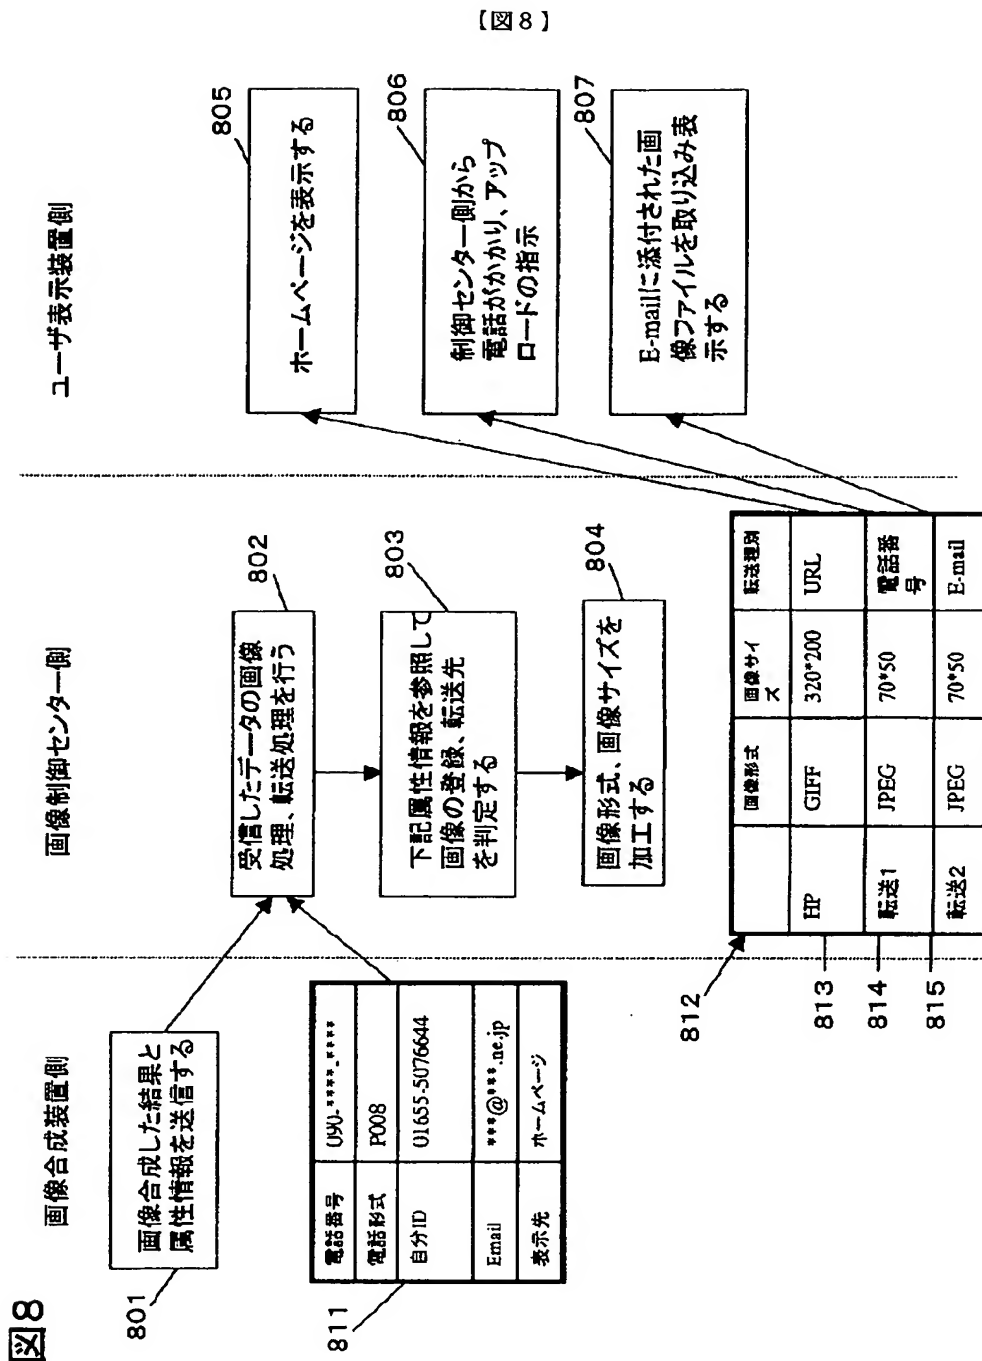 【図8】
図8
画像合成装置側
画像制御センター側
ユーザ表示装置側
801
画像合成した結果と
属性情報を送信する
811
電話番号 090-****-****
電話形式 P008
自分ID 01655-5076644
Email ***@***.ne.jp
表示先 ホームページ
802
受信したデータの画像
処理、転送処理を行う
803
下記属性情報を参照して
画像の登録、転送先
を判定する
804
画像形式、画像サイズを
加工する
812
画像形式 画像サイ
ズ 転送種別
813
HP GIFF 320*200 URL
814
転送1 JPEG 70*50 電話番
号
815
転送2 JPEG 70*50 E-mail
805
ホームページを表示する
806
制御センター側から
電話がかかり、アップ
ロードの指示
807
E-mailに添付された画
像ファイルを取り込み表
示する